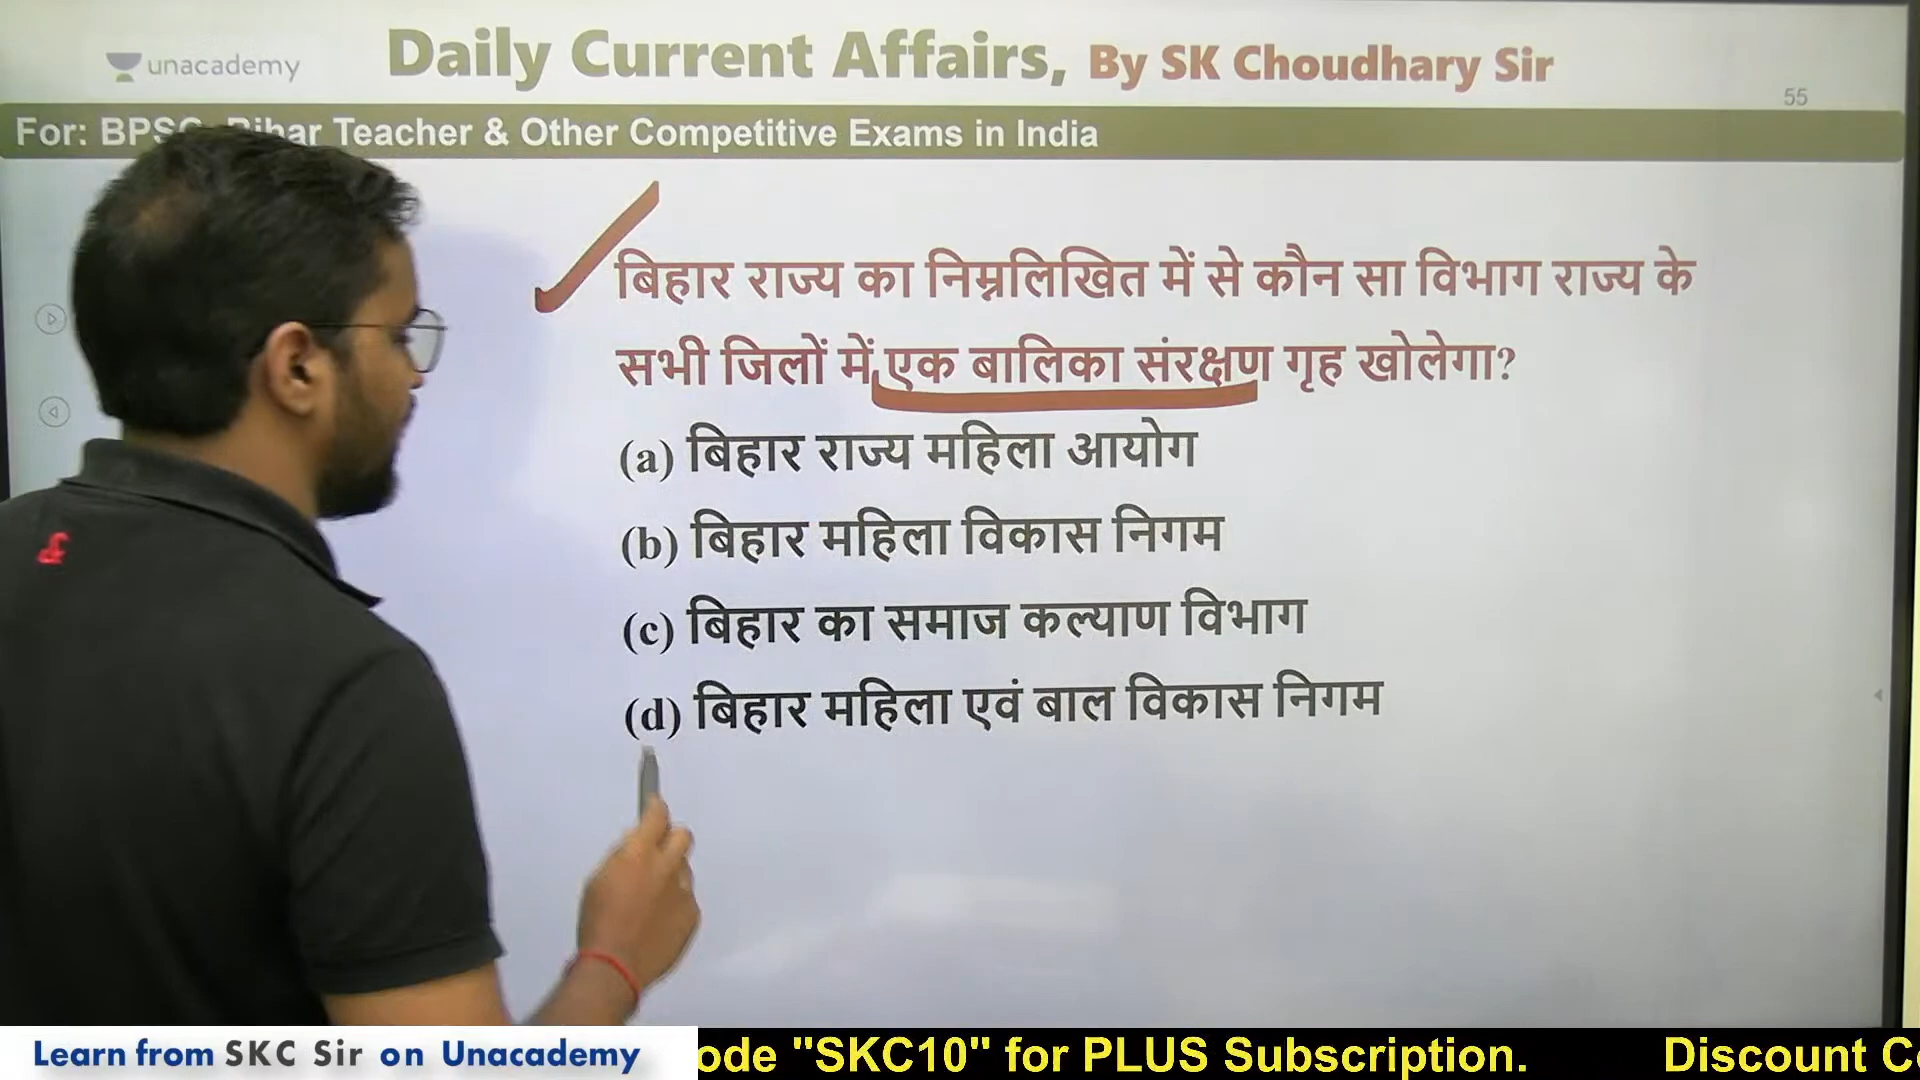 unacademy
Daily Current Affairs, By SK Choudhary Sir
55
For: BPSC, Bihar Teacher & Other Competitive Exams in India
बिहार राज्य का निम्नलिखित में से कौन सा विभाग राज्य के
सभी जिलों में एक बालिका संरक्षण गृह खोलेगा?
(a) बिहार राज्य महिला आयोग
(b) बिहार महिला विकास निगम
(c) बिहार का समाज कल्याण विभाग
(d) बिहार महिला एवं बाल विकास निगम
Learn from SKC Sir on Unacademy
ode "SKC10" for PLUS Subscription. Discount